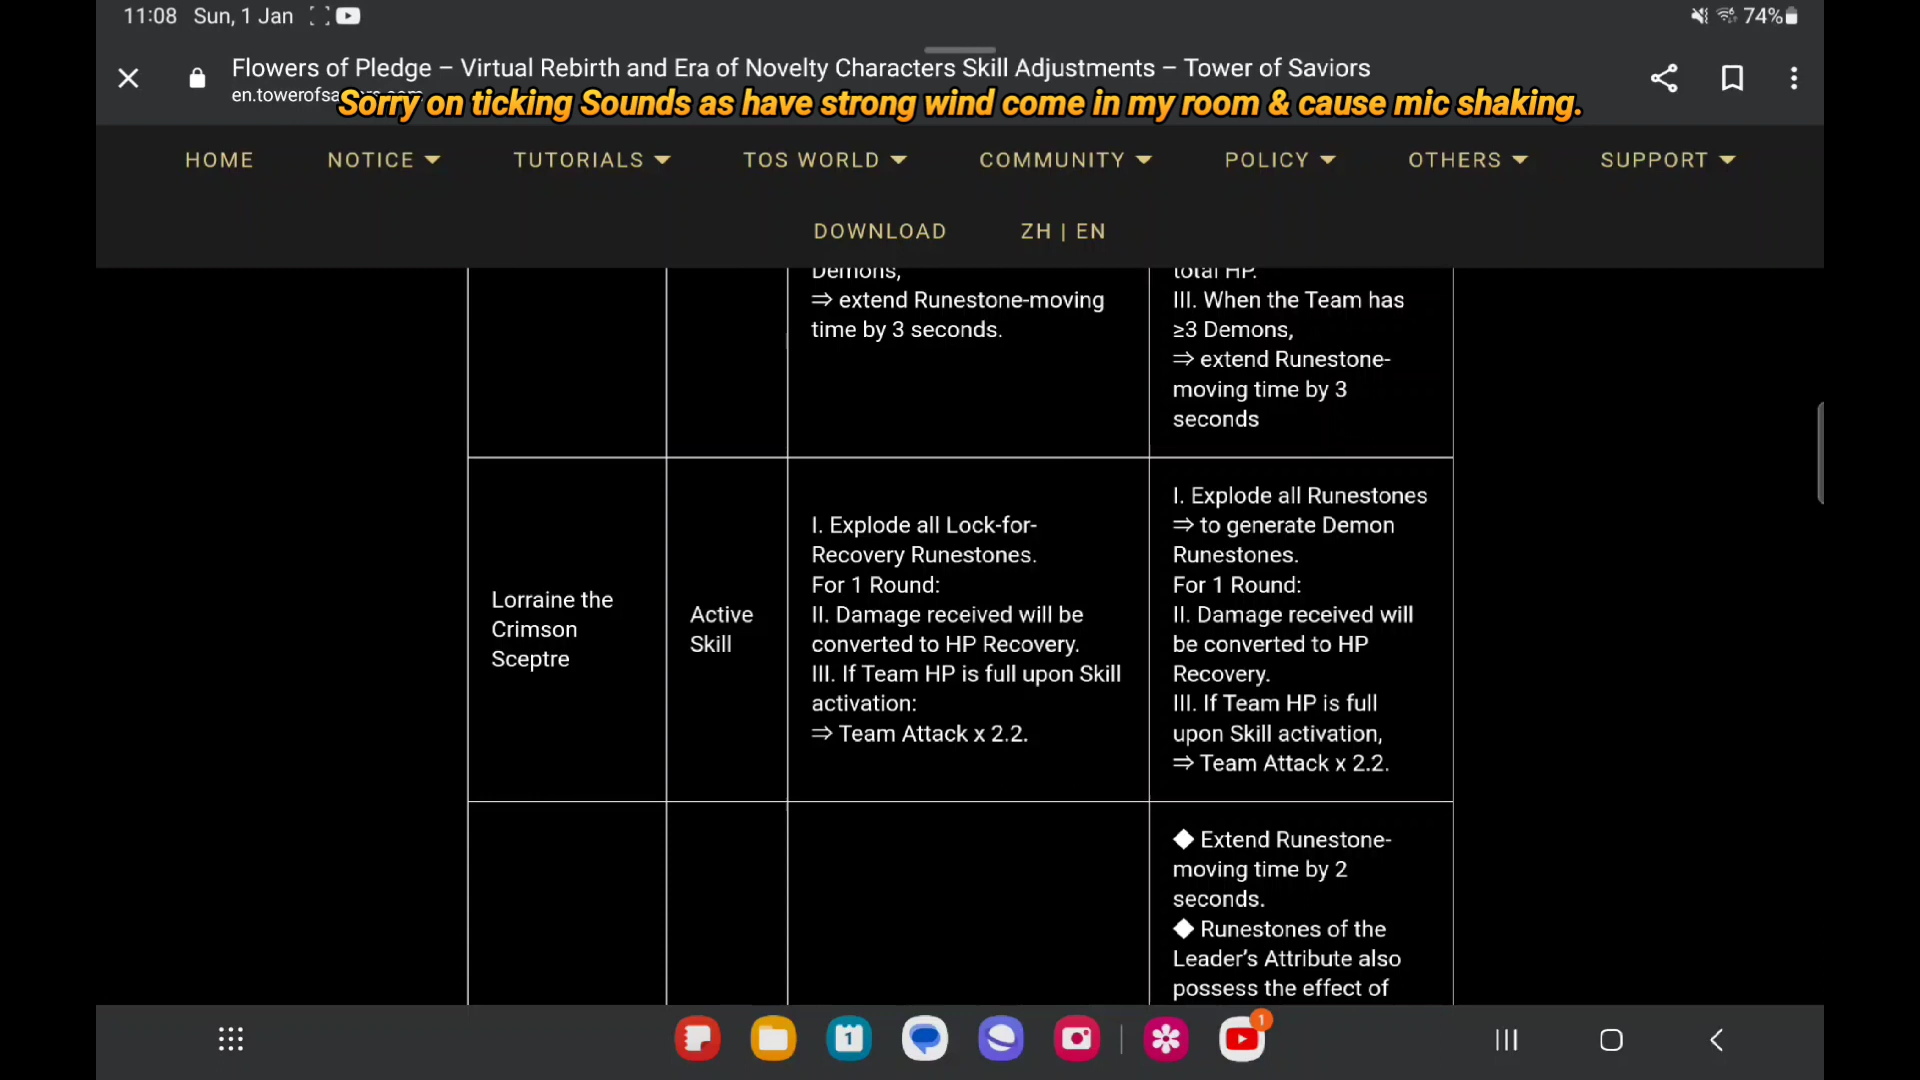 11:08 Sun, 1 Jan
74%
Flowers of Pledge – Virtual Rebirth and Era of Novelty Characters Skill Adjustments – Tower of Saviors
Sorry on ticking Sounds as have strong wind come in my room & cause mic shaking.
HOME NOTICE TUTORIALS TOS WORLD COMMUNITY POLICY OTHERS SUPPORT
DOWNLOAD ZH | EN
Demons,
⇒ extend Runestone-moving
time by 3 seconds.
total HP.
III. When the Team has
≥3 Demons,
⇒ extend Runestone-
moving time by 3
seconds
Lorraine the
Crimson
Sceptre
Active
Skill
I. Explode all Lock-for-
Recovery Runestones.
For 1 Round:
II. Damage received will be
converted to HP Recovery.
III. If Team HP is full upon Skill
activation:
⇒ Team Attack x 2.2.
I. Explode all Runestones
⇒ to generate Demon
Runestones.
For 1 Round:
II. Damage received will
be converted to HP
Recovery.
III. If Team HP is full
upon Skill activation,
⇒ Team Attack x 2.2.
◆ Extend Runestone-
moving time by 2
seconds.
◆ Runestones of the
Leader's Attribute also
possess the effect of
1
1